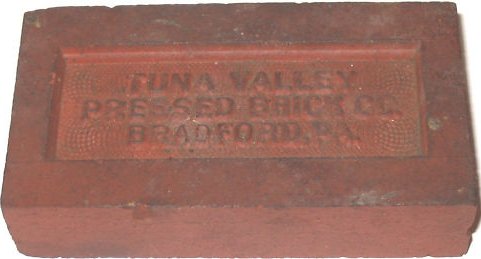 TUNA VALLEY
PRESSED BRICK CO.
BRADFORD, PA.